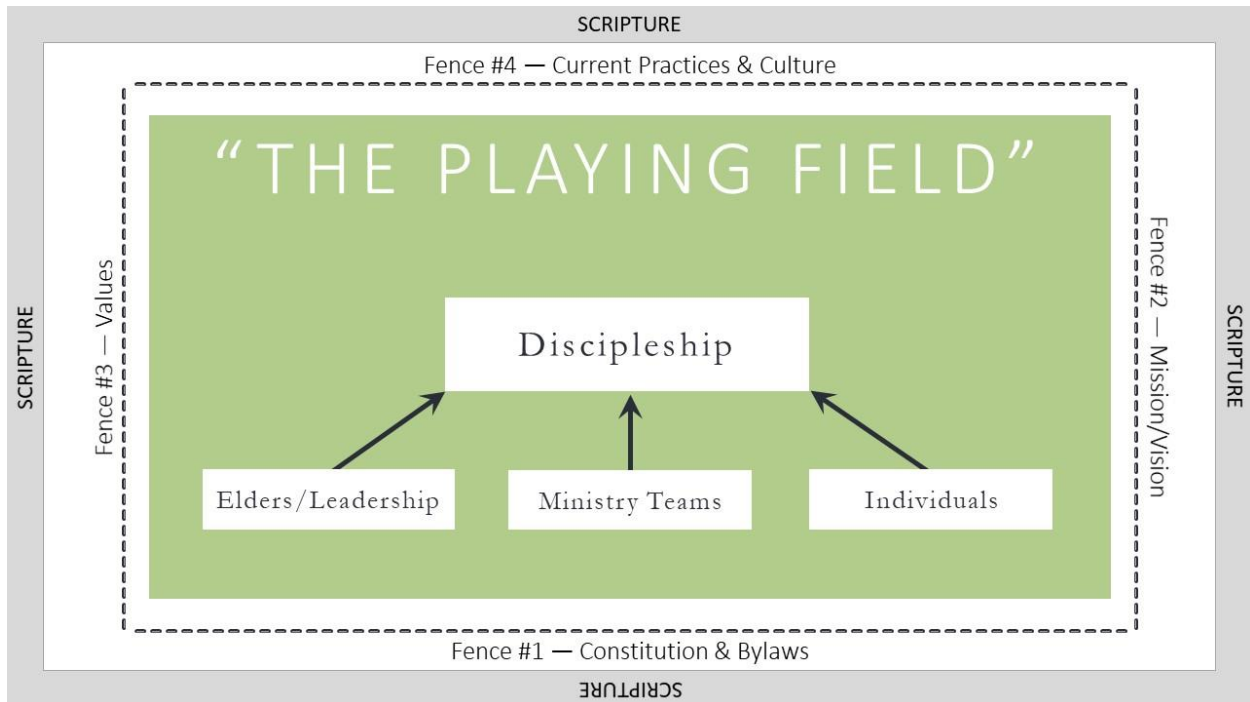 SCRIPTURE
Fence #4 — Current Practices & Culture
“THE PLAYING FIELD”
SCRIPTURE
Fence #3 — Values
Fence #2 — Mission/Vision
SCRIPTURE
Discipleship
Elders/Leadership
Ministry Teams
Individuals
Fence #1 — Constitution & Bylaws
SCRIPTURE